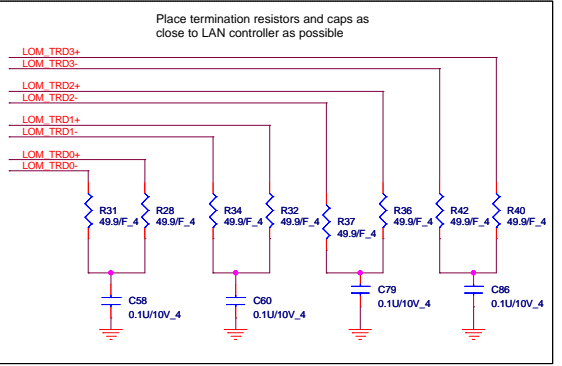 Place termination resistors and caps as
close to LAN controller as possible
LOM_TRD3+
LOM_TRD3-
LOM_TRD2+
LOM_TRD2-
LOM_TRD1+
LOM_TRD1-
LOM_TRD0+
LOM_TRD0-
R31
49.9/F_4
R28
49.9/F_4
R34
49.9/F_4
R32
49.9/F_4
R37
49.9/F_4
R36
49.9/F_4
R42
49.9/F_4
R40
49.9/F_4
C58
0.1U/10V_4
C60
0.1U/10V_4
C79
0.1U/10V_4
C86
0.1U/10V_4